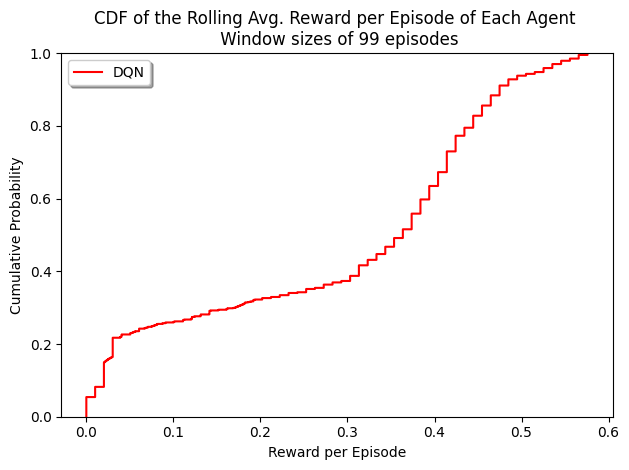 CDF of the Rolling Avg. Reward per Episode of Each Agent
Window sizes of 99 episodes
DQN
1.0
0.8
0.6
0.4
0.2
0.0
Cumulative Probability
0.0 0.1 0.2 0.3 0.4 0.5 0.6
Reward per Episode